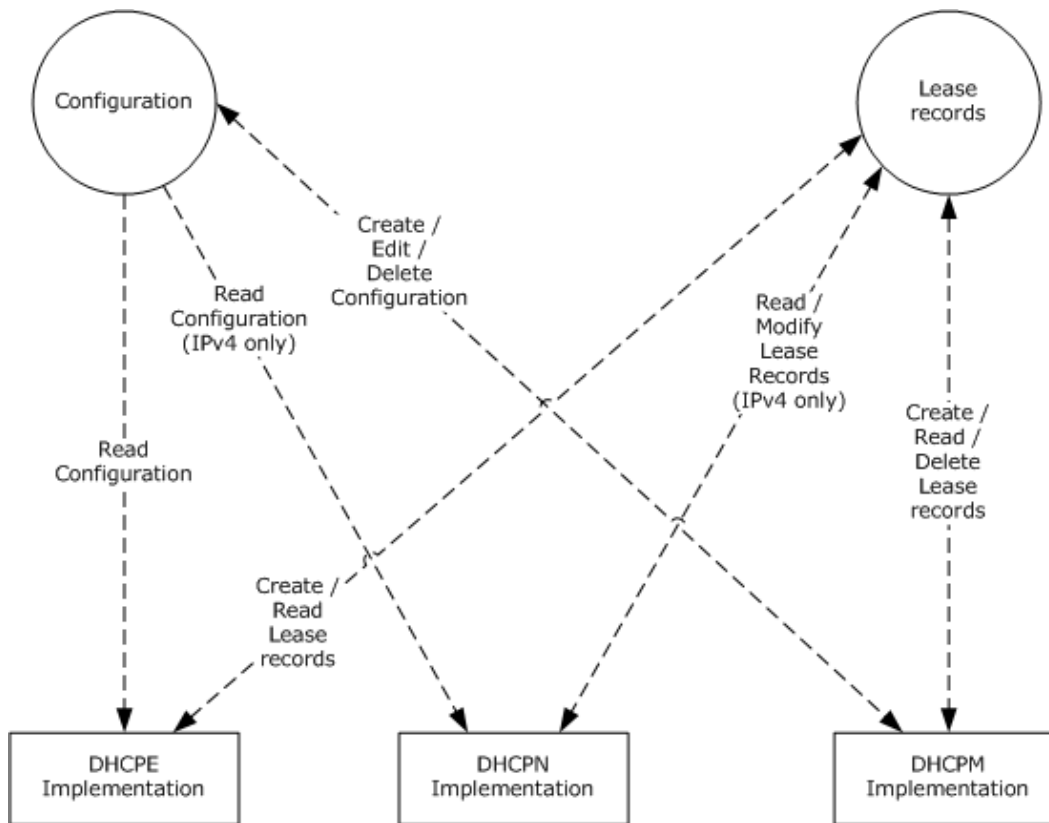 Configuration
Lease
records
Create /
Edit /
Delete
Configuration
Read
Configuration
(IPv4 only)
Read /
Modify
Lease
Records
(IPv4 only)
Read
Configuration
Create /
Read /
Delete
Lease
records
Create /
Read
Lease
records
DHCPE
Implementation
DHCPN
Implementation
DHCPM
Implementation